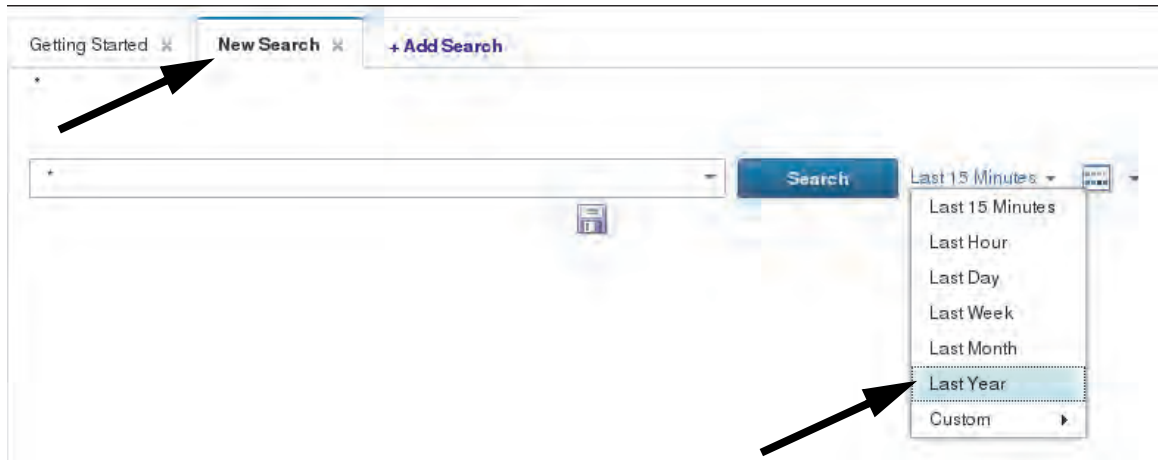 Getting Started New Search + Add Search
*
* Search Last 15 Minutes
Last 15 Minutes
Last Hour
Last Day
Last Week
Last Month
Last Year
Custom